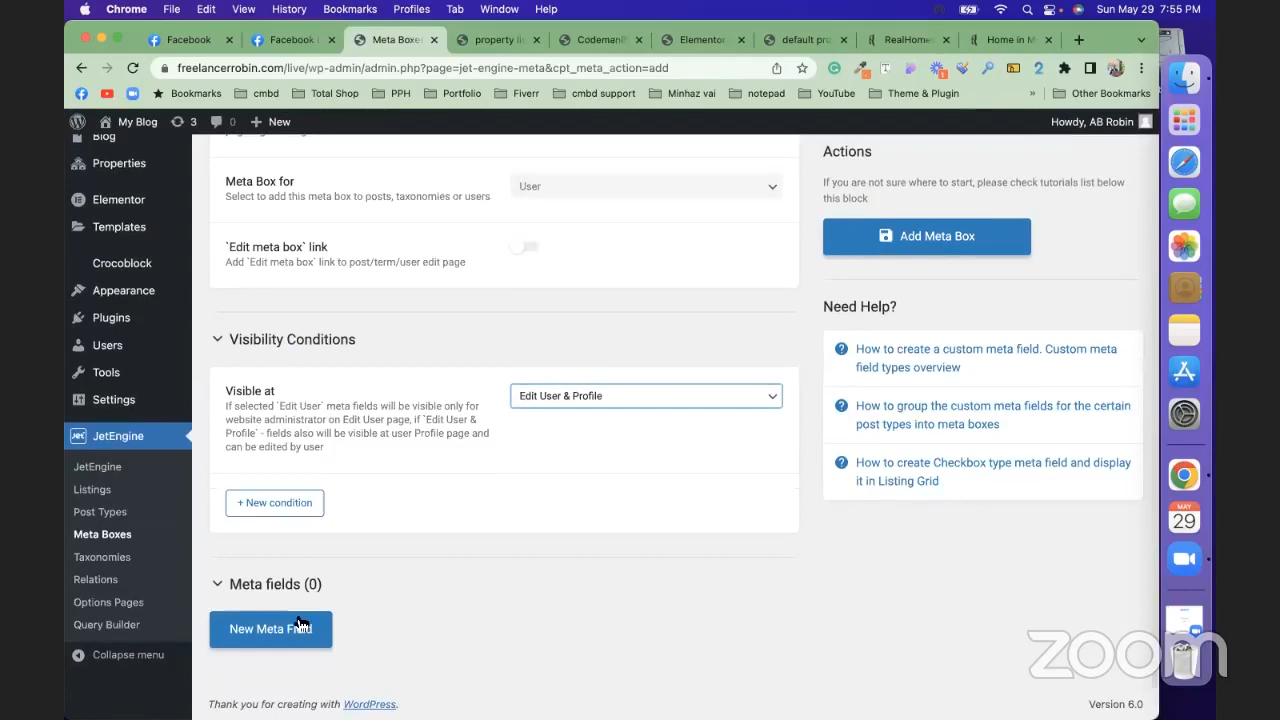 Chrome File Edit View History Bookmarks Profiles Tab Window Help Sun May 29 7:55 PM
Facebook Facebook Meta Boxe property li Codemanb Elementor default pro RealHome Home in M
freelancerrobin.com/live/wp-admin/admin.php?page=jet-engine-meta&cpt_meta_action=add
Bookmarks cmbd Total Shop PPH Portfolio Fiverr cmbd support Minhaz vai notepad YouTube Theme & Plugin » Other Bookmarks
My Blog 3 0 + New Howdy, AB Robin
Blog
Properties
Elementor
Templates
Crocoblock
Appearance
Plugins
Users
Tools
Settings
JetEngine
JetEngine
Listings
Post Types
Meta Boxes
Taxonomies
Relations
Options Pages
Query Builder
Collapse menu
Meta Box for
Select to add this meta box to posts, taxonomies or users
User
`Edit meta box` link
Add `Edit meta box` link to post/term/user edit page
Visibility Conditions
Visible at
If selected `Edit User` meta fields will be visible only for
website administrator on Edit User page, if `Edit User &
Profile` - fields also will be visible at user Profile page and
can be edited by user
Edit User & Profile
+ New condition
Meta fields (0)
New Meta Field
Thank you for creating with WordPress.
Version 6.0
Actions
If you are not sure where to start, please check tutorials list below
this block
Add Meta Box
Need Help?
How to create a custom meta field. Custom meta
field types overview
How to group the custom meta fields for the certain
post types into meta boxes
How to create Checkbox type meta field and display
it in Listing Grid
MAY
29
zoom